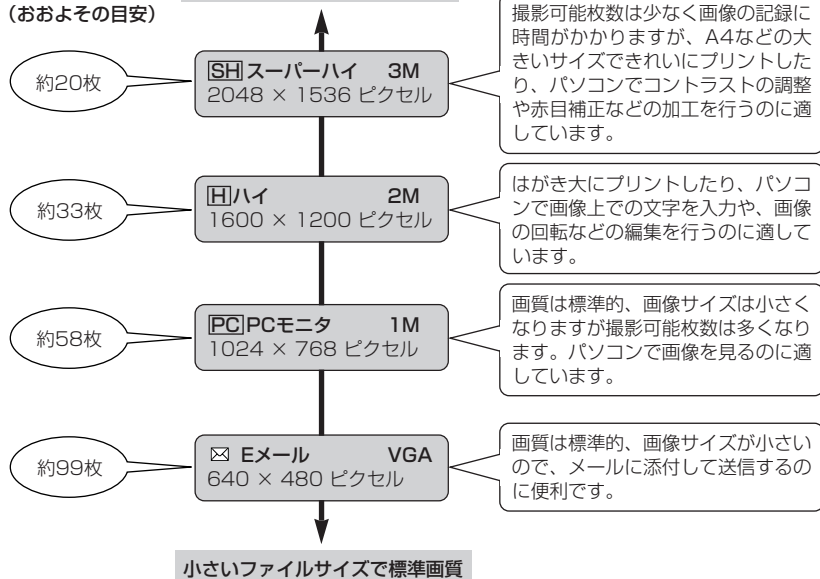 （おおよその目安）
約20枚
SH スーパーハイ 3M
2048 × 1536 ピクセル
撮影可能枚数は少なく画像の記録に
時間がかかりますが、A4などの大
きいサイズできれいにプリントした
り、パソコンでコントラストの調整
や赤目補正などの加工を行うのに適
しています。
約33枚
H ハイ 2M
1600 × 1200 ピクセル
はがき大にプリントしたり、パソコ
ンで画像上での文字を入力や、画像
の回転などの編集を行うのに適して
います。
約58枚
PC PCモニタ 1M
1024 × 768 ピクセル
画質は標準的、画像サイズは小さく
なりますが撮影可能枚数は多くなり
ます。パソコンで画像を見るのに適
しています。
約99枚
Eメール VGA
640 × 480 ピクセル
画質は標準的、画像サイズが小さい
ので、メールに添付して送信するの
に便利です。
小さいファイルサイズで標準画質